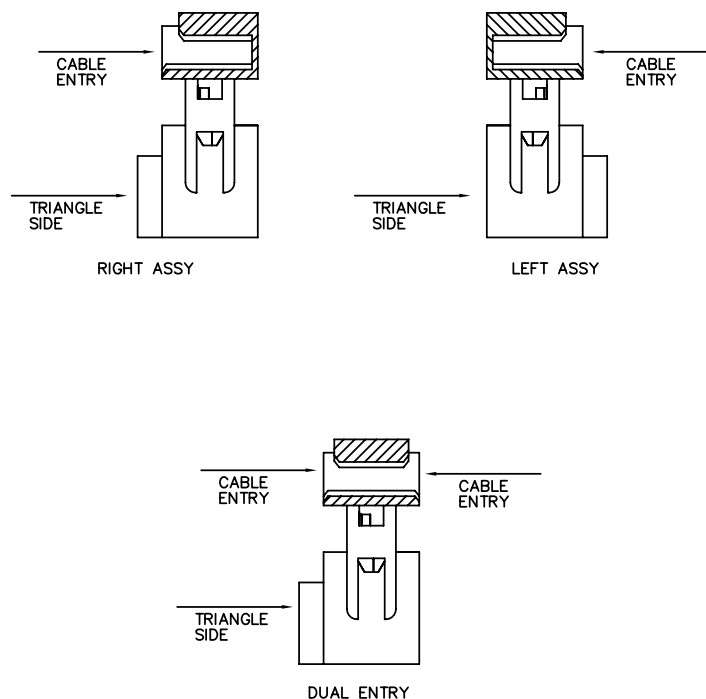 CABLE
ENTRY
CABLE
ENTRY
TRIANGLE
SIDE
TRIANGLE
SIDE
RIGHT ASSY
LEFT ASSY
CABLE
ENTRY
CABLE
ENTRY
TRIANGLE
SIDE
DUAL ENTRY